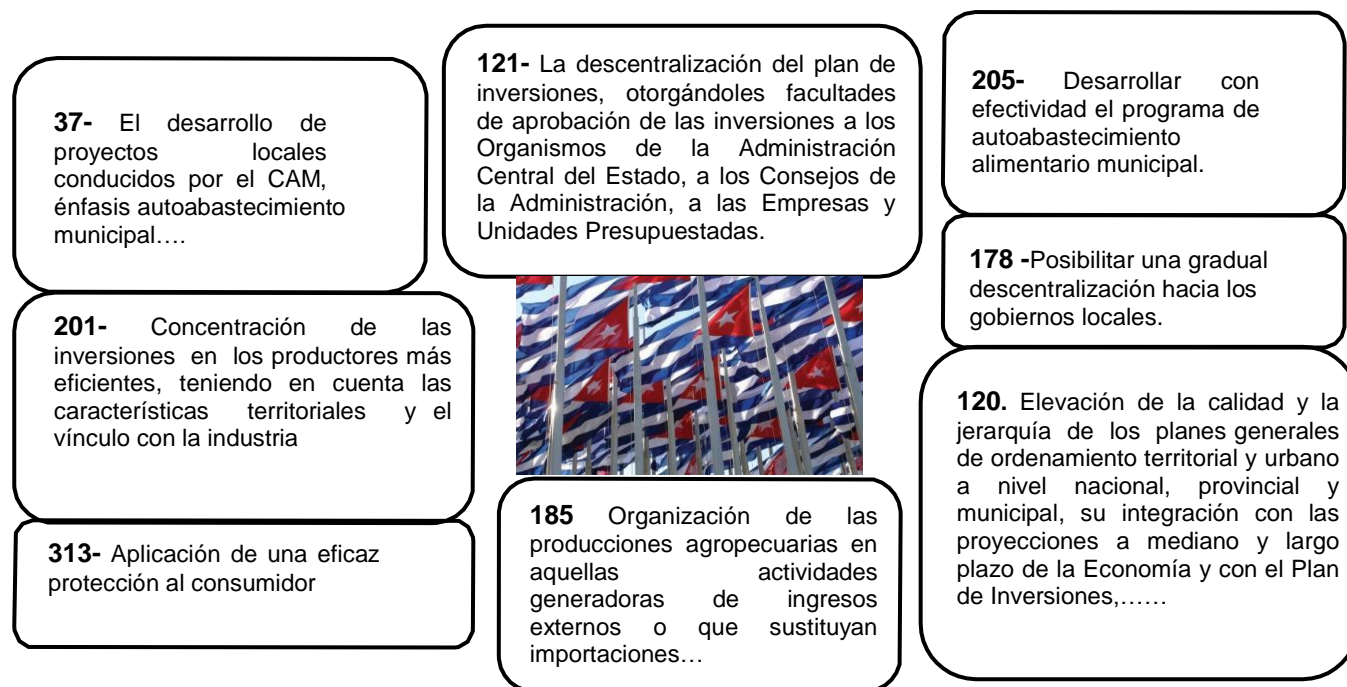 37- El desarrollo de
proyectos locales
conducidos por el CAM,
énfasis autoabastecimiento
municipal….
201- Concentración de las
inversiones en los productores más
eficientes, teniendo en cuenta las
características territoriales y el
vínculo con la industria
313- Aplicación de una eficaz
protección al consumidor
121- La descentralización del plan de
inversiones, otorgándoles facultades
de aprobación de las inversiones a los
Organismos de la Administración
Central del Estado, a los Consejos de
la Administración, a las Empresas y
Unidades Presupuestadas.
185 Organización de las
producciones agropecuarias en
aquellas actividades
generadoras de ingresos
externos o que sustituyan
importaciones…
205- Desarrollar con
efectividad el programa de
autoabastecimiento
alimentario municipal.
178 -Posibilitar una gradual
descentralización hacia los
gobiernos locales.
120. Elevación de la calidad y la
jerarquía de los planes generales
de ordenamiento territorial y urbano
a nivel nacional, provincial y
municipal, su integración con las
proyecciones a mediano y largo
plazo de la Economía y con el Plan
de Inversiones,……